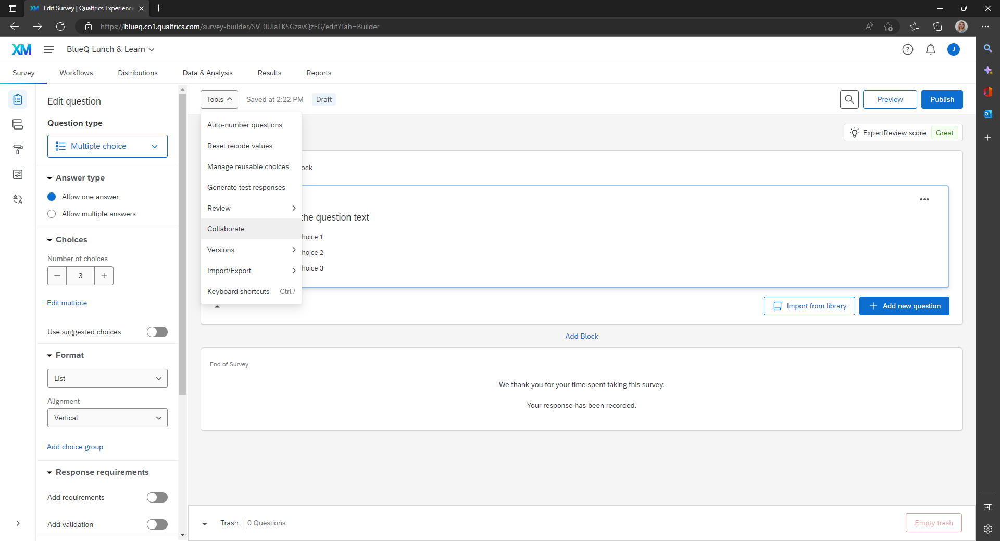 Edit Survey | Qualtrics Experience
https://blueq.co1.qualtrics.com/survey-builder/SV_0UIaTKSGzavQzEG/edit?Tab=Builder
XM
BlueQ Lunch & Learn
J
Survey
Workflows
Distributions
Data & Analysis
Results
Reports
Edit question
Question type
Multiple choice
Answer type
Allow one answer
Allow multiple answers
Choices
Number of choices
3
Edit multiple
Use suggested choices
Format
List
Alignment
Vertical
Add choice group
Response requirements
Add requirements
Add validation
Tools
Saved at 2:22 PM
Draft
Preview
Publish
Auto-number questions
Reset recode values
Manage reusable choices
Generate test responses
Review
Collaborate
Versions
Import/Export
Keyboard shortcuts Ctrl /
ExpertReview score Great
ock
the question text
hoice 1
hoice 2
hoice 3
Import from library
Add new question
Add Block
End of Survey
We thank you for your time spent taking this survey.
Your response has been recorded.
Trash
0 Questions
Empty trash